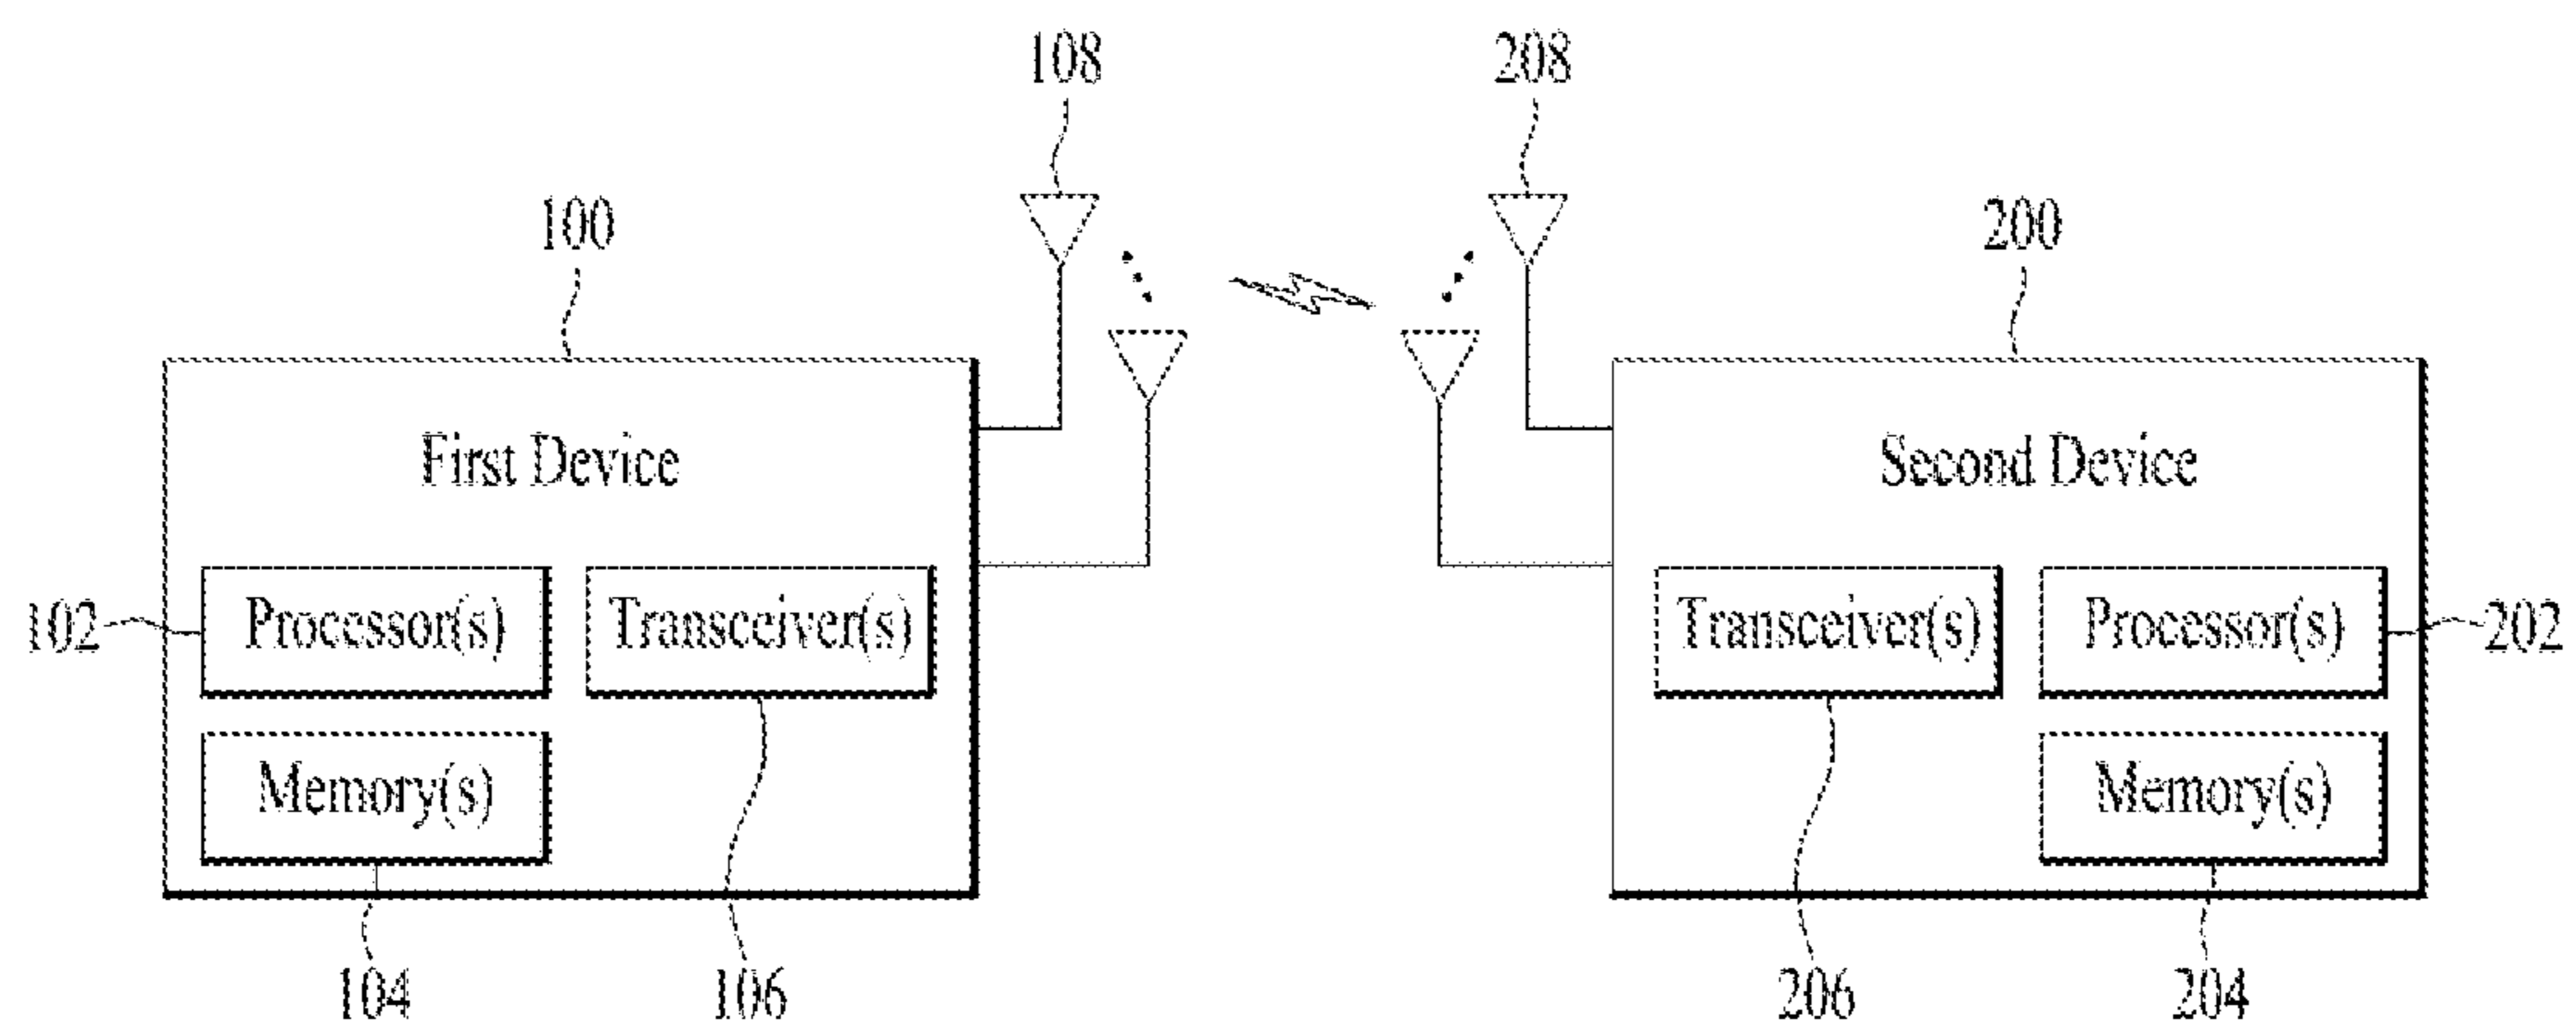 108 208
100 200
First Device Second Device
102 Processor(s) Transceiver(s) Transceiver(s) Processor(s) 202
Memory(s) Memory(s)
104 106 206 204